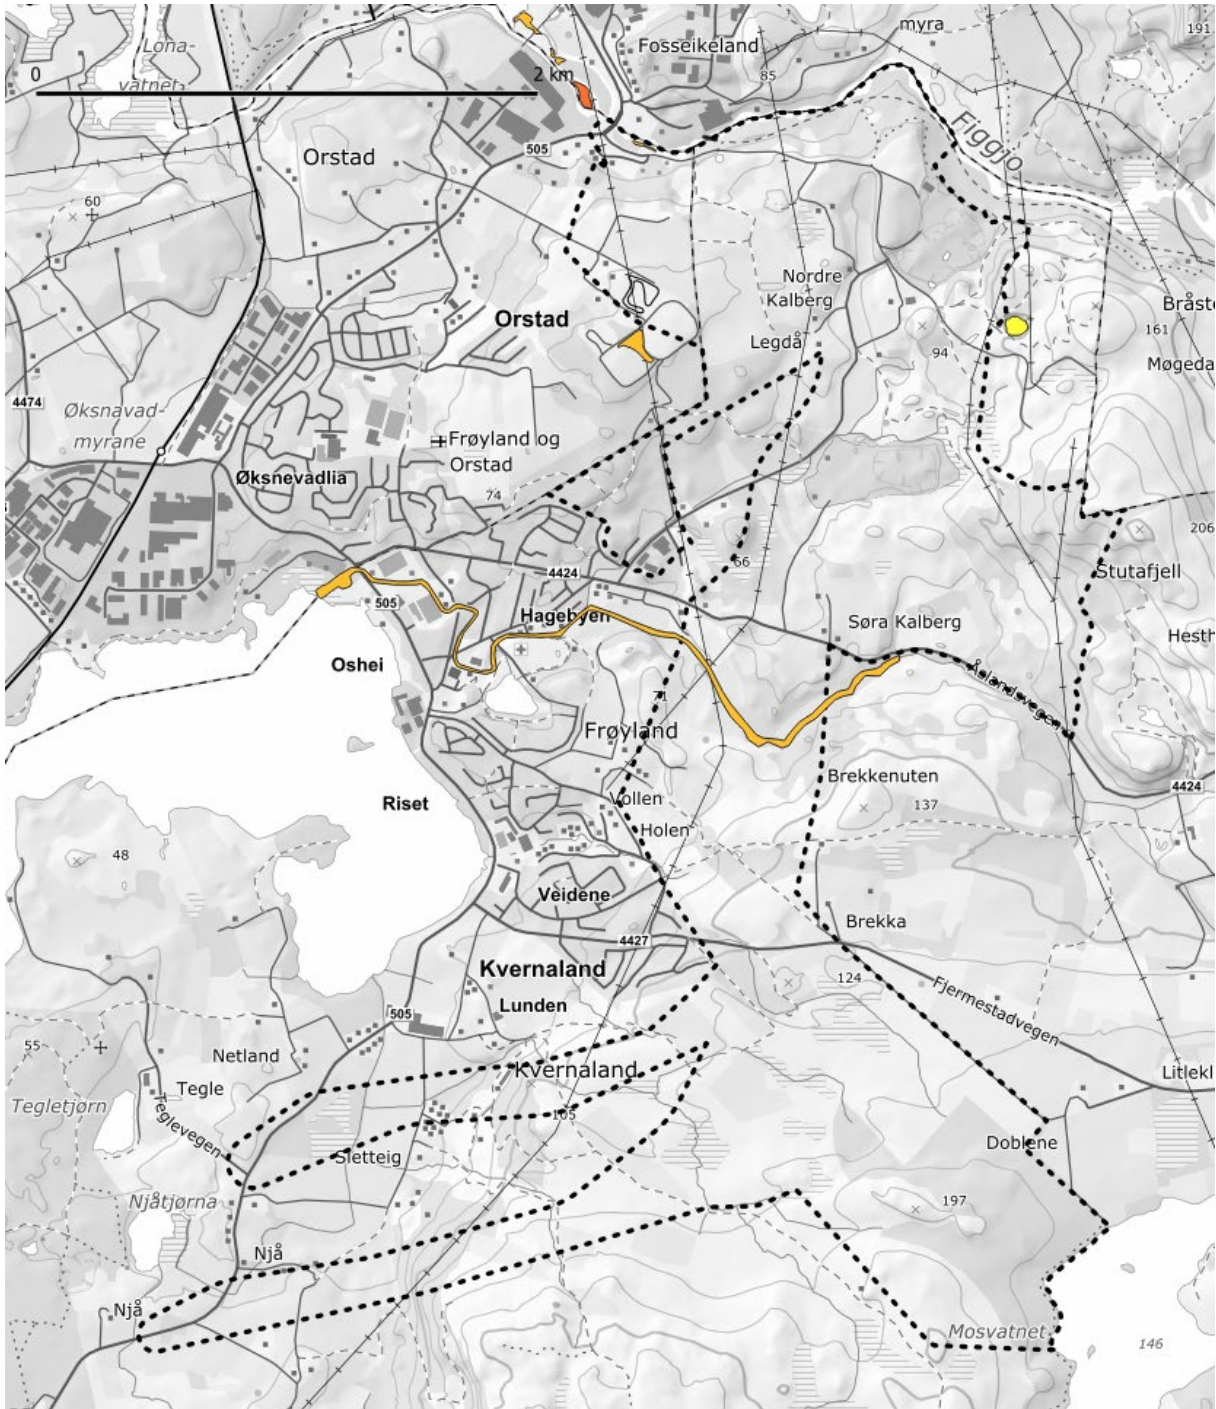 myra
191
Lona-
vatnet
Fosseikeland
0
2 km
85
Orstad
505
Figgjo
60
Nordre
Kalberg
Orstad
Legdå
94
161
Bråste
Møgeda
4474
Øksnavad-
myrane
Frøyland og
Orstad
Øksnevadlia
74
206
4424
66
Stutafjell
505
Hagebyen
Søra Kalberg
Hesth
Oshei
Åslandsvegen
71
Frøyland
Brekkenuten
4424
Vollen
Riset
137
Holen
48
Veidene
Brekka
4427
Kvernaland
124
Lunden
Fjermestadvegen
505
55
Netland
Kvernaland
Litlekl
Tegle
Tegletjørn
Teglevegen
105
Doblene
Sletteig
Njåtjørna
197
Njå
Njå
Mosvatnet
146